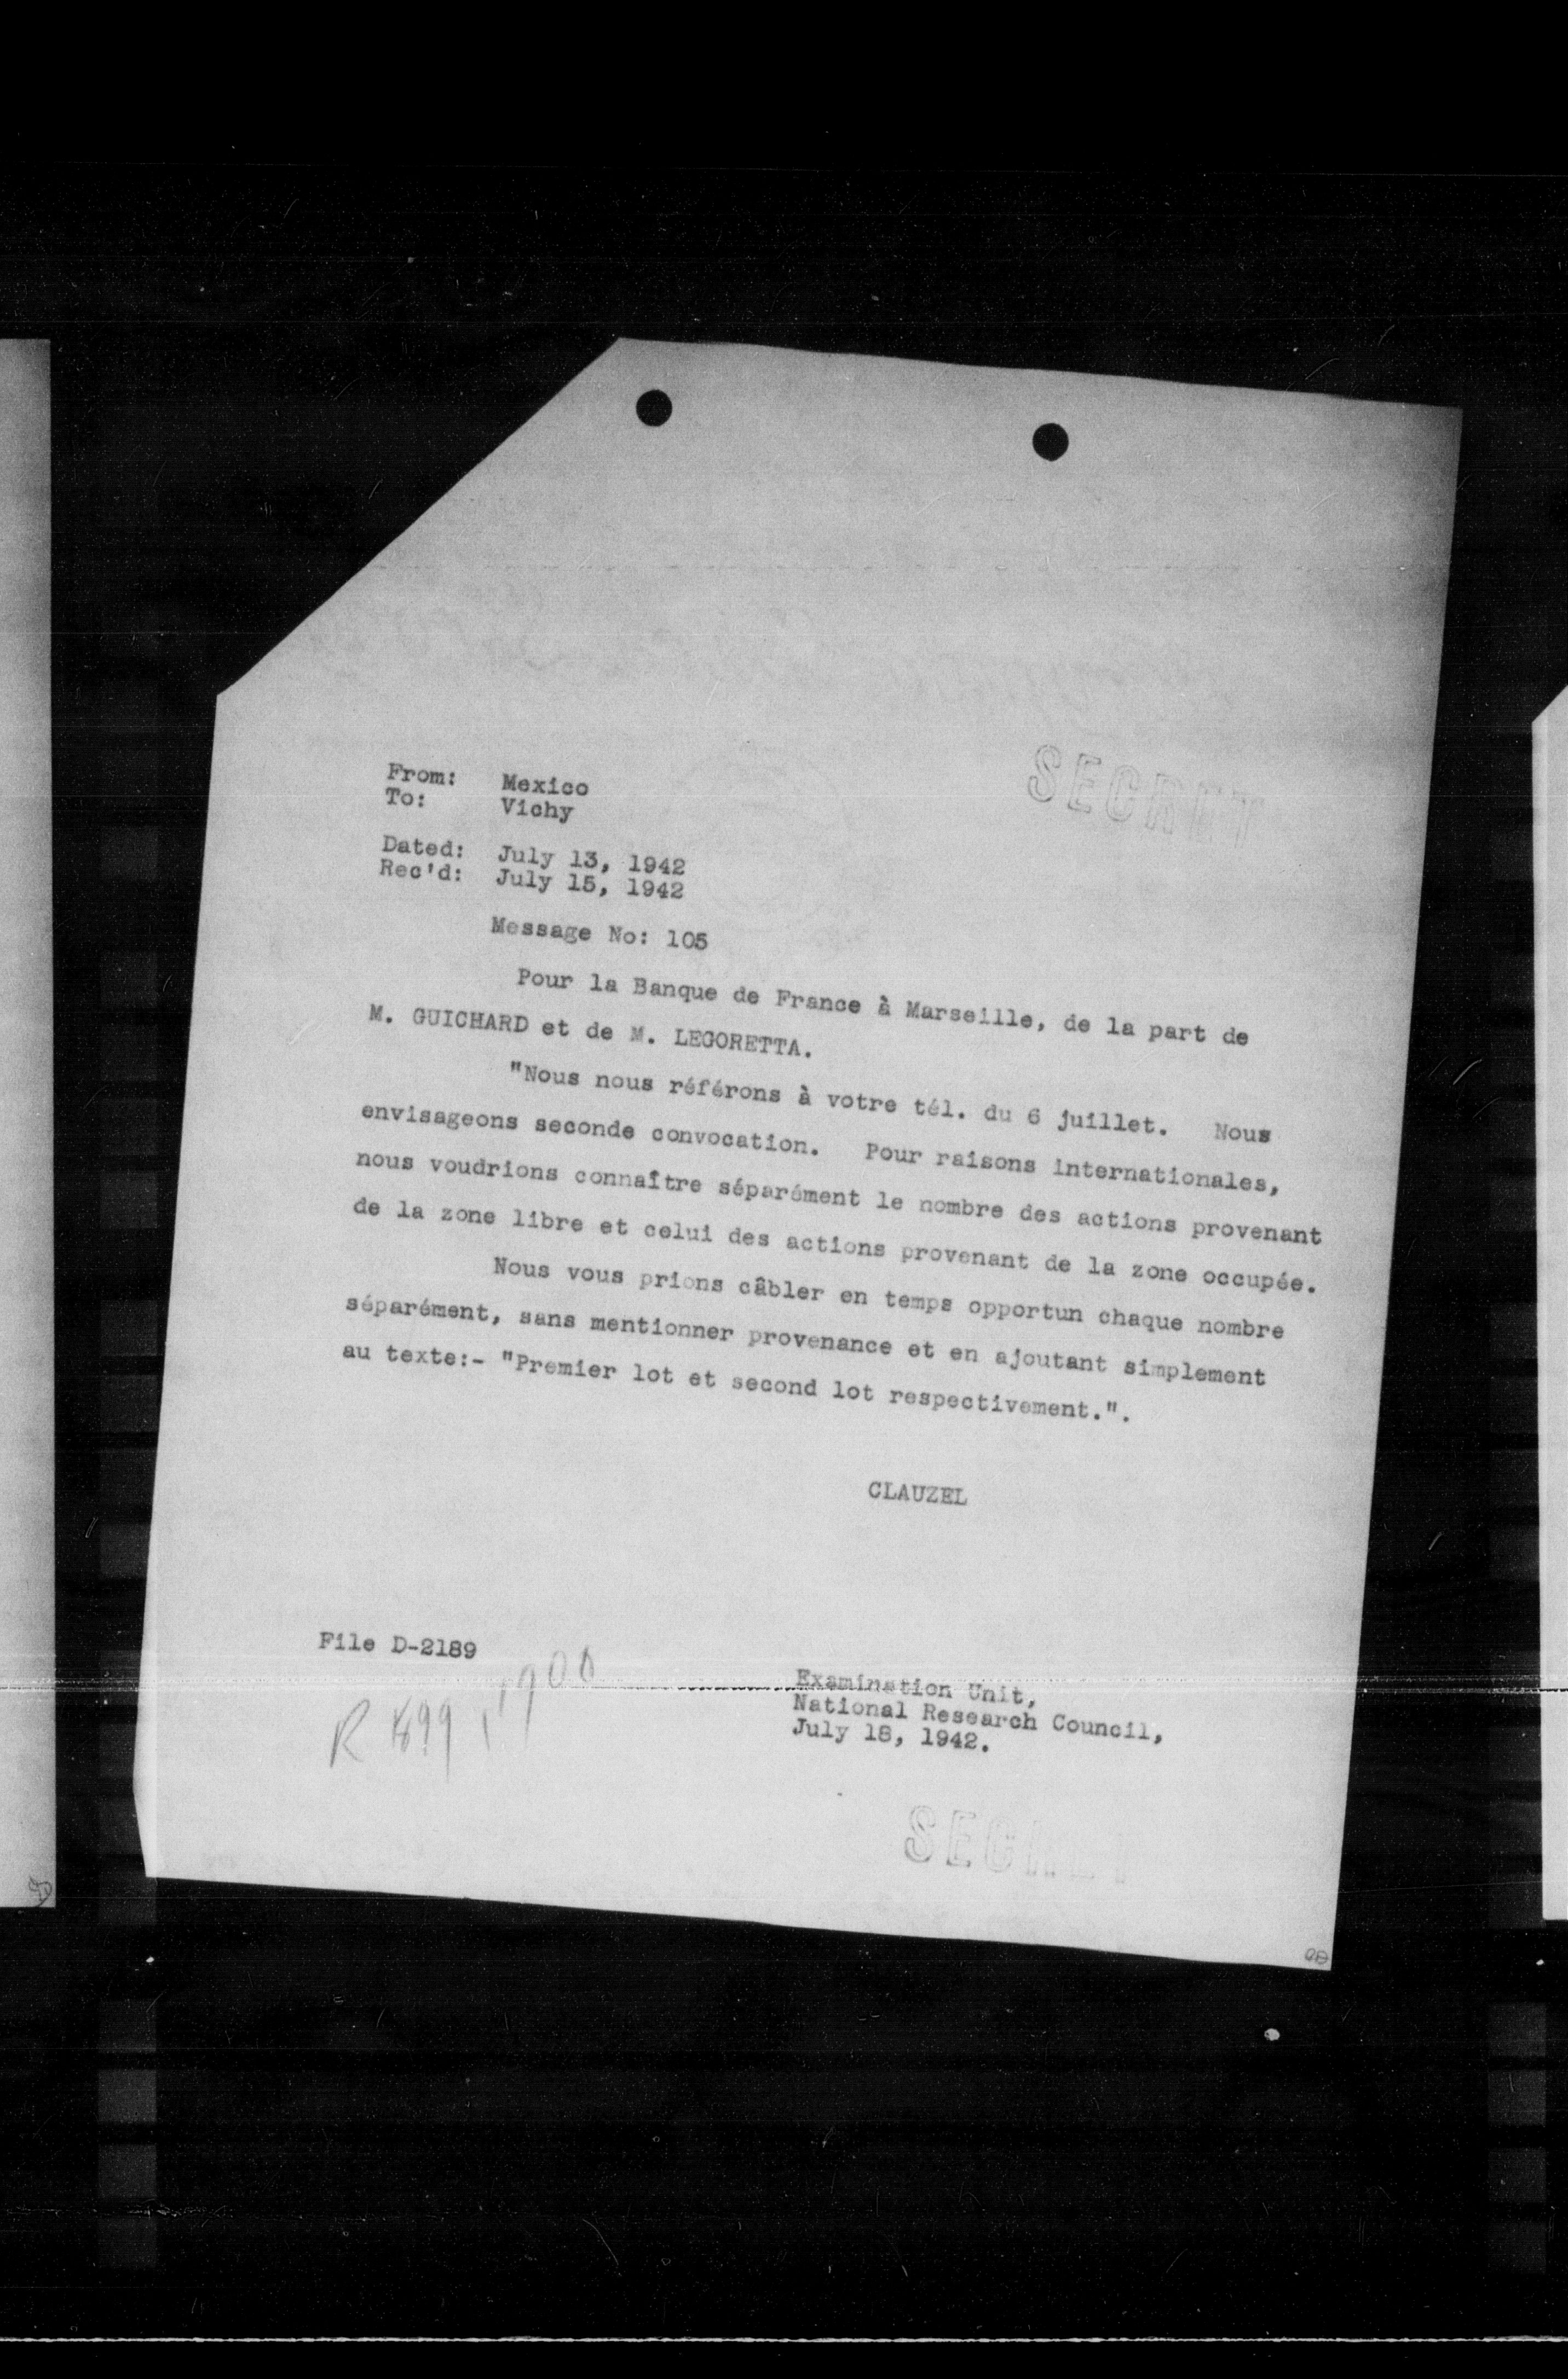 SECRET
From: Mexico
To: Vichy
Dated: July 13, 1942
Rec'd: July 15, 1942
Message No: 105
Pour la Banque de France à Marseille, de la part de
M. GUICHARD et de M. LEGORETTA.
"Nous nous référons à votre tél. du 6 juillet. Nous
envisageons seconde convocation. Pour raisons internationales,
nous voudrions connaître séparément le nombre des actions provenant
de la zone libre et celui des actions provenant de la zone occupée.
Nous vous prions câbler en temps opportun chaque nombre
séparément, sans mentionner provenance et en ajoutant simplement
au texte:- "Premier lot et second lot respectivement.".
CLAUZEL
File D-2189
Examination Unit,
National Research Council,
July 18, 1942.
SECRET